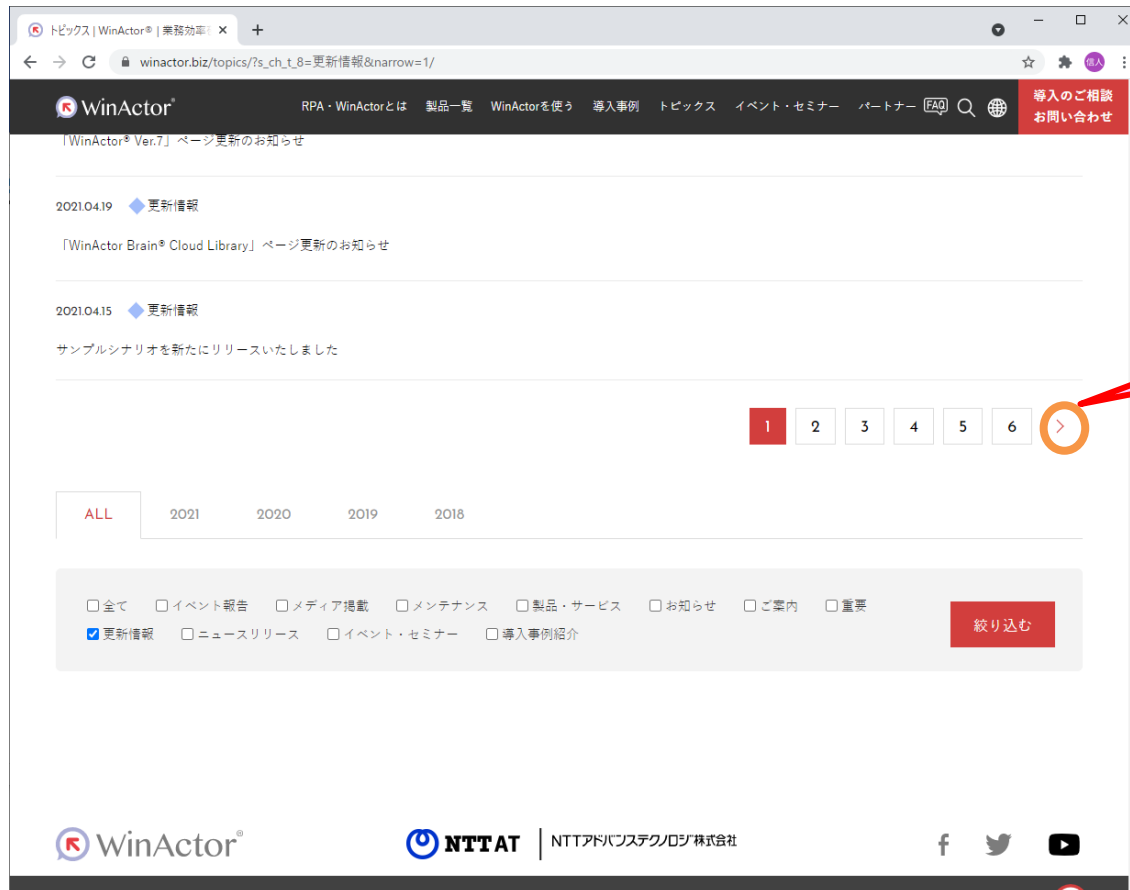 トピックス | WinActor® | 業務効率
winactor.biz/topics/?s_ch_t_8=更新情報&narrow=1/
信人
WinActor®
RPA・WinActorとは 製品一覧 WinActorを使う 導入事例 トピックス イベント・セミナー パートナー FAQ
導入のご相談
お問い合わせ
「WinActor® Ver.7」ページ更新のお知らせ
2021.04.19 更新情報
「WinActor Brain® Cloud Library」ページ更新のお知らせ
2021.04.15 更新情報
サンプルシナリオを新たにリリースいたしました
1 2 3 4 5 6 >
ALL 2021 2020 2019 2018
全て イベント報告 メディア掲載 メンテナンス 製品・サービス お知らせ ご案内 重要
更新情報 ニュースリリース イベント・セミナー 導入事例紹介
絞り込む
WinActor®
NTT AT NTTアドバンステクノロジ株式会社